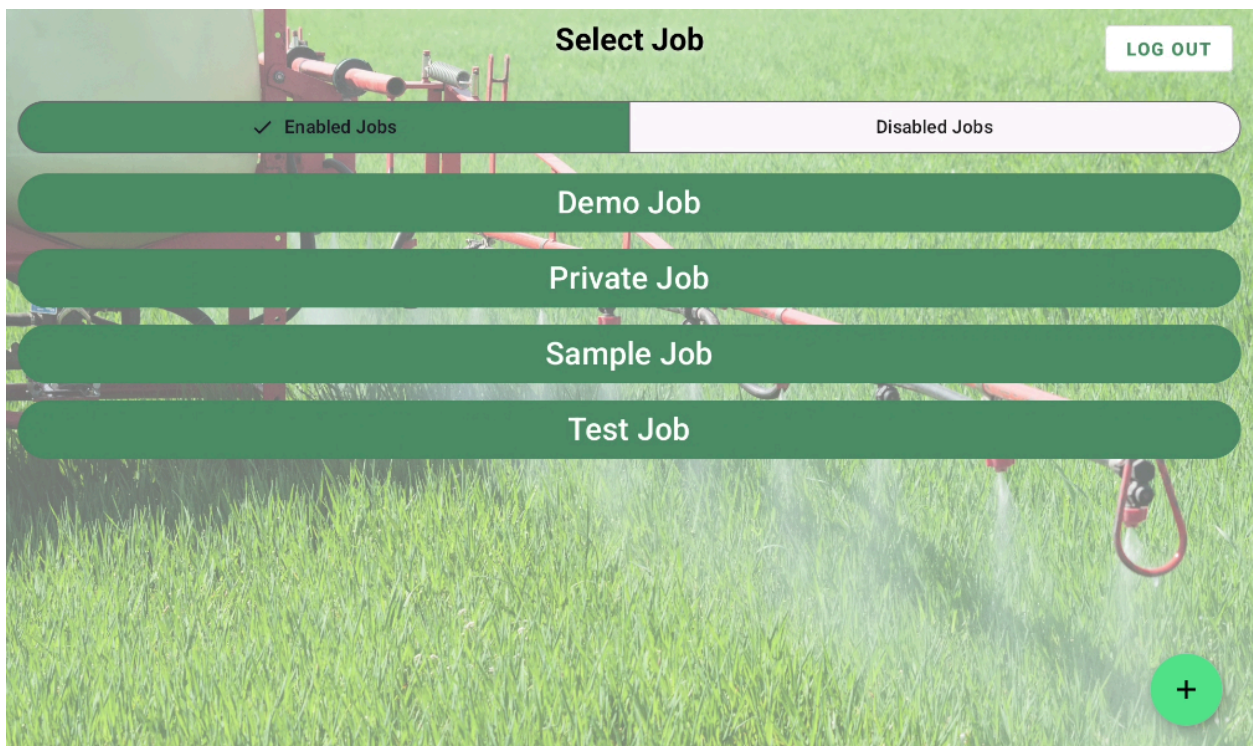 Select Job
LOG OUT
Enabled Jobs
Disabled Jobs
Demo Job
Private Job
Sample Job
Test Job
+